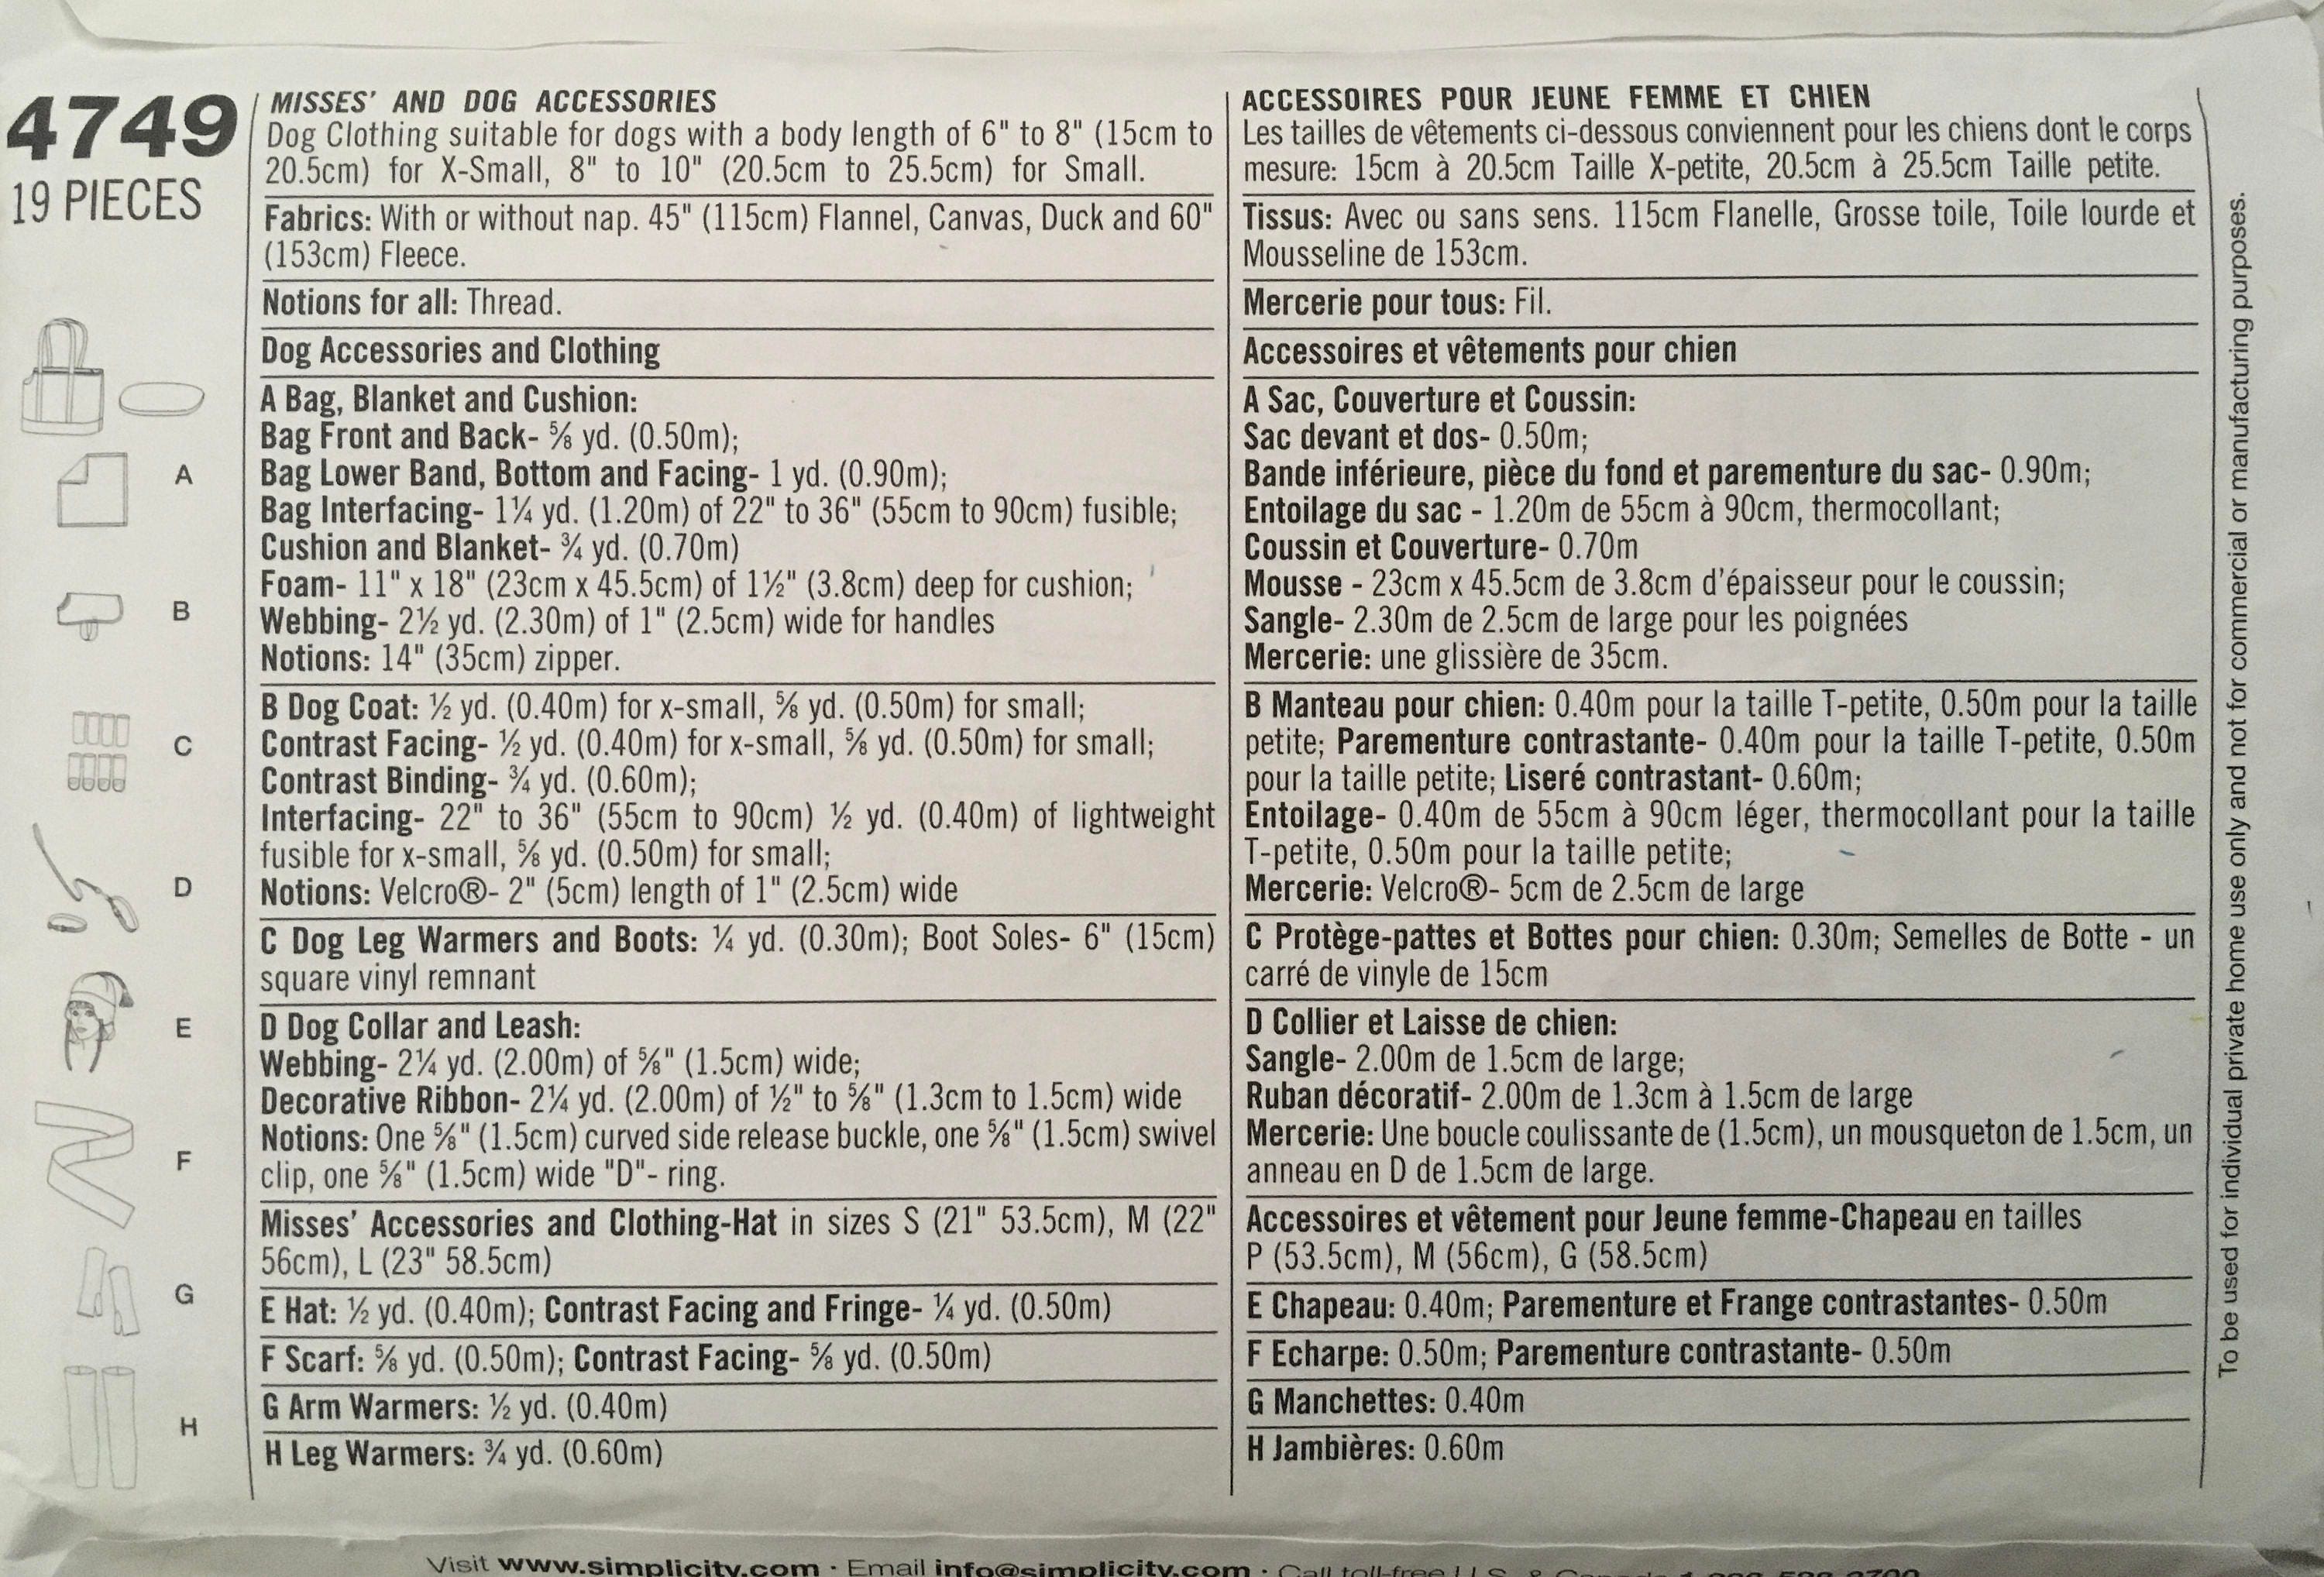 4749
19 PIECES
A
B
C
D
E
F
G
H
MISSES' AND DOG ACCESSORIES
Dog Clothing suitable for dogs with a body length of 6" to 8" (15cm to
20.5cm) for X-Small, 8" to 10" (20.5cm to 25.5cm) for Small.
Fabrics: With or without nap. 45" (115cm) Flannel, Canvas, Duck and 60"
(153cm) Fleece.
Notions for all: Thread.
Dog Accessories and Clothing
A Bag, Blanket and Cushion:
Bag Front and Back- ⅝ yd. (0.50m);
Bag Lower Band, Bottom and Facing- 1 yd. (0.90m);
Bag Interfacing- 1¼ yd. (1.20m) of 22" to 36" (55cm to 90cm) fusible;
Cushion and Blanket- ¾ yd. (0.70m)
Foam- 11" x 18" (23cm x 45.5cm) of 1½" (3.8cm) deep for cushion;
Webbing- 2½ yd. (2.30m) of 1" (2.5cm) wide for handles
Notions: 14" (35cm) zipper.
B Dog Coat: ½ yd. (0.40m) for x-small, ⅝ yd. (0.50m) for small;
Contrast Facing- ½ yd. (0.40m) for x-small, ⅝ yd. (0.50m) for small;
Contrast Binding- ¾ yd. (0.60m);
Interfacing- 22" to 36" (55cm to 90cm) ½ yd. (0.40m) of lightweight
fusible for x-small, ⅝ yd. (0.50m) for small;
Notions: Velcro®- 2" (5cm) length of 1" (2.5cm) wide
C Dog Leg Warmers and Boots: ¼ yd. (0.30m); Boot Soles- 6" (15cm)
square vinyl remnant
D Dog Collar and Leash:
Webbing- 2¼ yd. (2.00m) of ⅝" (1.5cm) wide;
Decorative Ribbon- 2¼ yd. (2.00m) of ½" to ⅝" (1.3cm to 1.5cm) wide
Notions: One ⅝" (1.5cm) curved side release buckle, one ⅝" (1.5cm) swivel
clip, one ⅝" (1.5cm) wide "D"- ring.
Misses' Accessories and Clothing-Hat in sizes S (21" 53.5cm), M (22"
56cm), L (23" 58.5cm)
E Hat: ½ yd. (0.40m); Contrast Facing and Fringe- ¼ yd. (0.50m)
F Scarf: ⅝ yd. (0.50m); Contrast Facing- ⅝ yd. (0.50m)
G Arm Warmers: ½ yd. (0.40m)
H Leg Warmers: ¾ yd. (0.60m)
ACCESSOIRES POUR JEUNE FEMME ET CHIEN
Les tailles de vêtements ci-dessous conviennent pour les chiens dont le corps
mesure: 15cm à 20.5cm Taille X-petite, 20.5cm à 25.5cm Taille petite.
Tissus: Avec ou sans sens. 115cm Flanelle, Grosse toile, Toile lourde et
Mousseline de 153cm.
Mercerie pour tous: Fil.
Accessoires et vêtements pour chien
A Sac, Couverture et Coussin:
Sac devant et dos- 0.50m;
Bande inférieure, pièce du fond et parementure du sac- 0.90m;
Entoilage du sac - 1.20m de 55cm à 90cm, thermocollant;
Coussin et Couverture- 0.70m
Mousse - 23cm x 45.5cm de 3.8cm d'épaisseur pour le coussin;
Sangle- 2.30m de 2.5cm de large pour les poignées
Mercerie: une glissière de 35cm.
B Manteau pour chien: 0.40m pour la taille T-petite, 0.50m pour la taille
petite; Parementure contrastante- 0.40m pour la taille T-petite, 0.50m
pour la taille petite; Liseré contrastant- 0.60m;
Entoilage- 0.40m de 55cm à 90cm léger, thermocollant pour la taille
T-petite, 0.50m pour la taille petite;
Mercerie: Velcro®- 5cm de 2.5cm de large
C Protège-pattes et Bottes pour chien: 0.30m; Semelles de Botte - un
carré de vinyle de 15cm
D Collier et Laisse de chien:
Sangle- 2.00m de 1.5cm de large;
Ruban décoratif- 2.00m de 1.3cm à 1.5cm de large
Mercerie: Une boucle coulissante de (1.5cm), un mousqueton de 1.5cm, un
anneau en D de 1.5cm de large.
Accessoires et vêtement pour Jeune femme-Chapeau en tailles
P (53.5cm), M (56cm), G (58.5cm)
E Chapeau: 0.40m; Parementure et Frange contrastantes- 0.50m
F Echarpe: 0.50m; Parementure contrastante- 0.50m
G Manchettes: 0.40m
H Jambières: 0.60m
To be used for individual private home use only and not for commercial or manufacturing purposes.
Visit www.simplicity.com · Email info@simplicity.com · Call toll-free U.S. &